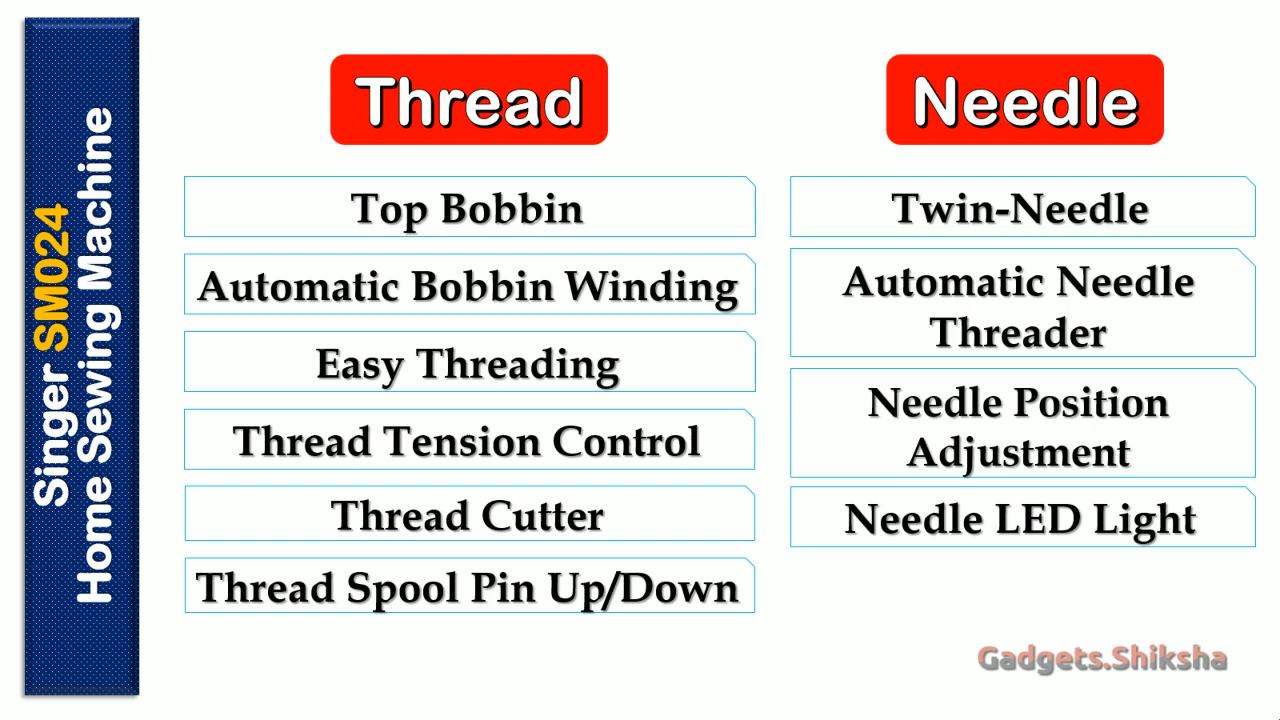 Singer SM024
Home Sewing Machine
Thread
Top Bobbin
Automatic Bobbin Winding
Easy Threading
Thread Tension Control
Thread Cutter
Thread Spool Pin Up/Down
Needle
Twin-Needle
Automatic Needle
Threader
Needle Position
Adjustment
Needle LED Light
Gadgets.Shiksha